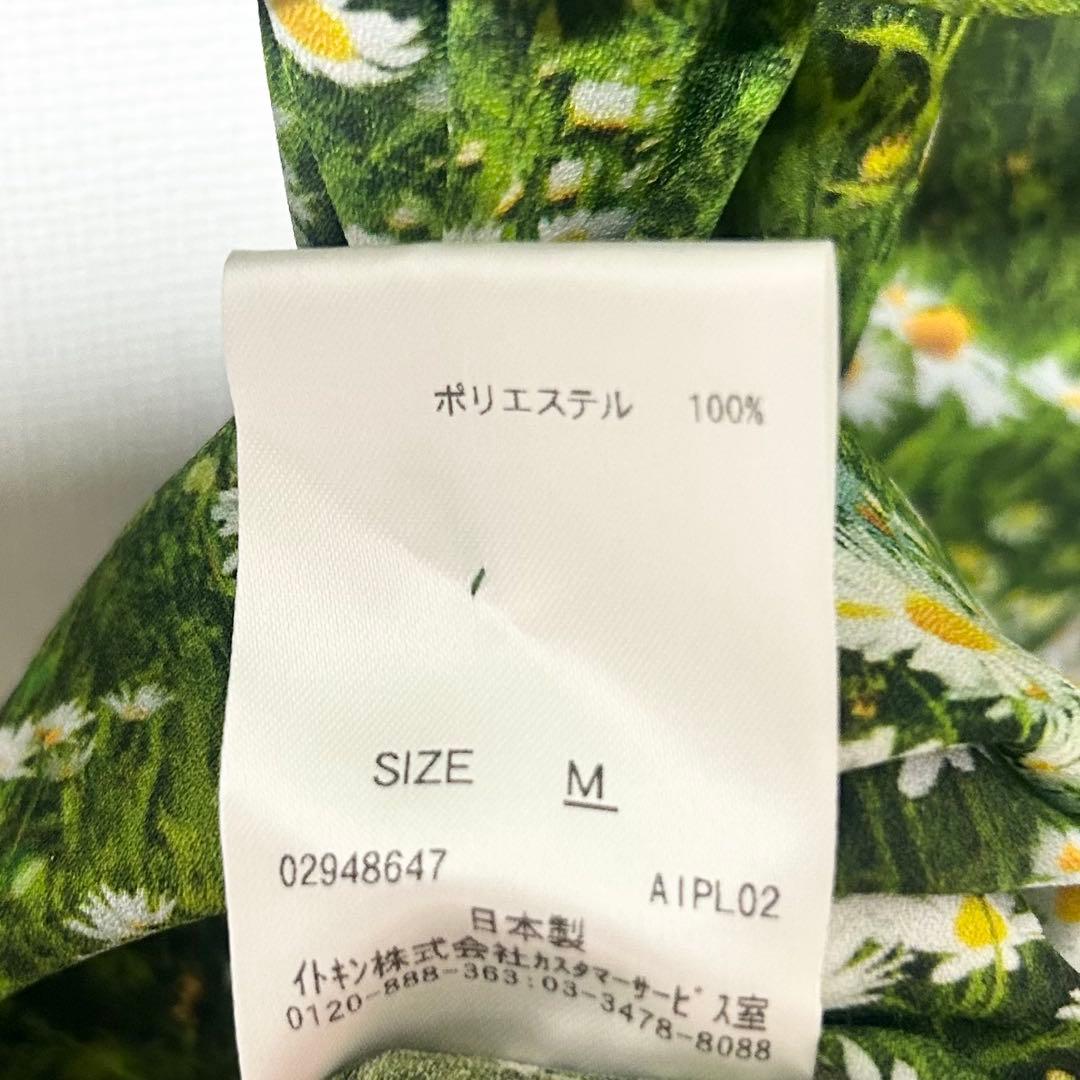 ポリエステル 100%
SIZE M
02948647 AIPL02
日本製
イトキン株式会社カスタマーサービス室
0120-888-363:03-3478-8088